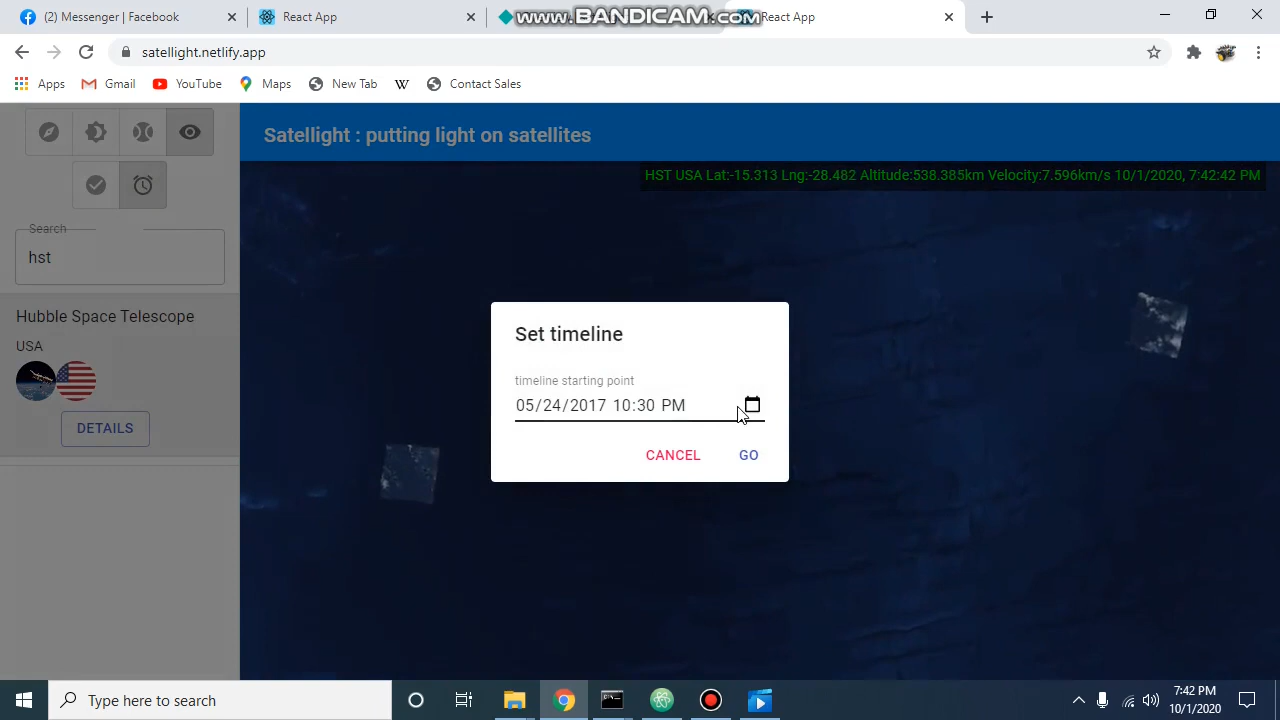 (2) Messenger | Facebook
React App
www.BANDICAM.com
React App
satellight.netlify.app
Apps
Gmail
YouTube
Maps
New Tab
W
Contact Sales
Satellight : putting light on satellites
HST USA Lat:-15.313 Lng:-28.482 Altitude:538.385km Velocity:7.596km/s 10/1/2020, 7:42:42 PM
Search
hst
Hubble Space Telescope
USA
DETAILS
Set timeline
timeline starting point
05/24/2017 10:30 PM
CANCEL
GO
Type here to search
7:42 PM
10/1/2020